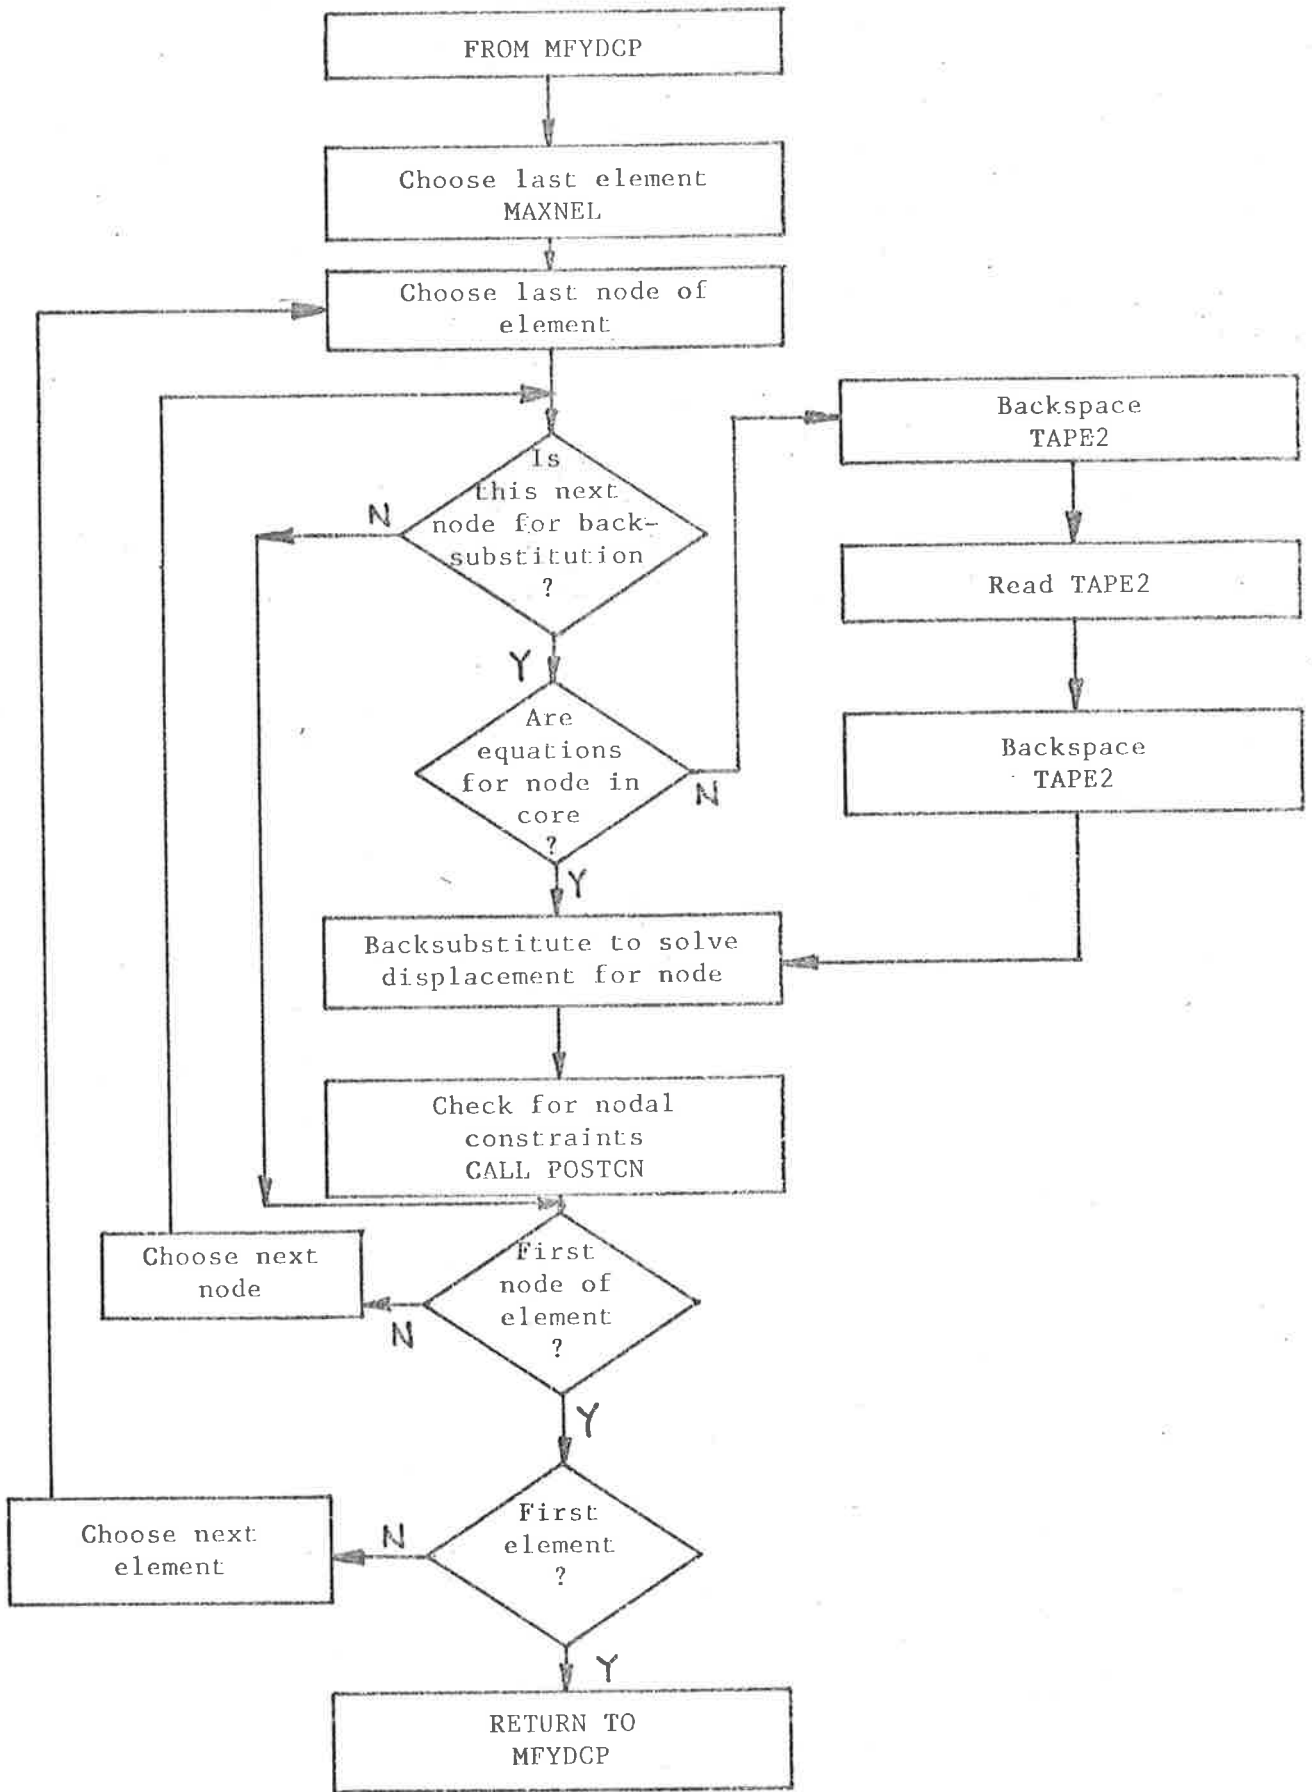 FROM MFYDCP
Choose last element
MAXNEL
Choose last node of
element
Is
this next
node for back-
substitution
?
N
Y
Backspace
TAPE2
Read TAPE2
Backspace
TAPE2
Are
equations
for node in
core
?
N
Y
Backsubstitute to solve
displacement for node
Check for nodal
constraints
CALL POSTCN
First
node of
element
?
N
Choose next
node
Y
First
element
?
N
Choose next
element
Y
RETURN TO
MFYDCP